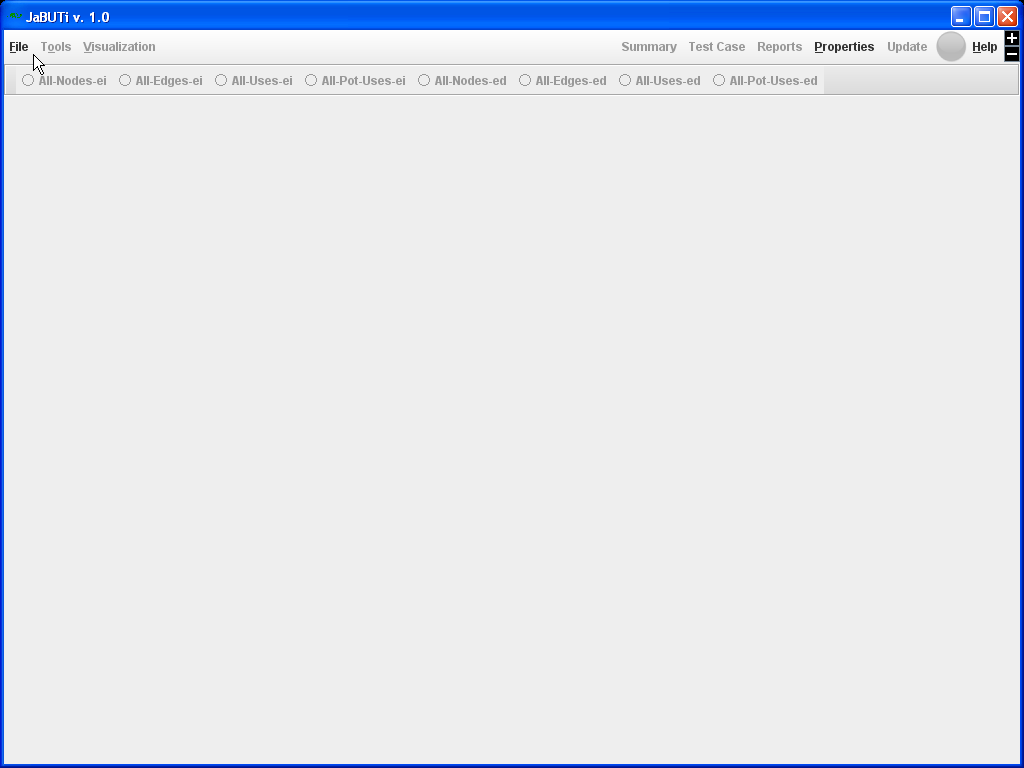 JaBUTi v. 1.0
File Tools Visualization Summary Test Case Reports Properties Update Help
All-Nodes-ei All-Edges-ei All-Uses-ei All-Pot-Uses-ei All-Nodes-ed All-Edges-ed All-Uses-ed All-Pot-Uses-ed